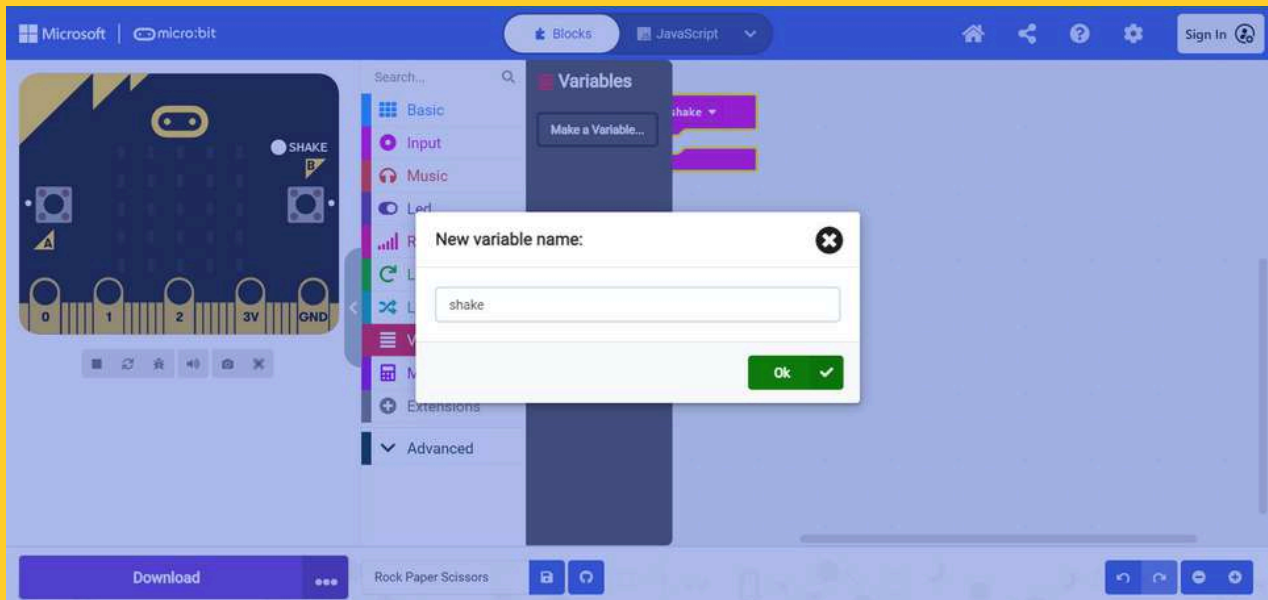 Microsoft | micro:bit
Blocks
JavaScript
Sign In
SHAKE
B
A
0 1 2 3V GND
Search...
Basic
Input
Music
Led
R
L
L
V
M
Extensions
Advanced
Variables
Make a Variable...
shake
New variable name:
shake
Ok
Download
Rock Paper Scissors